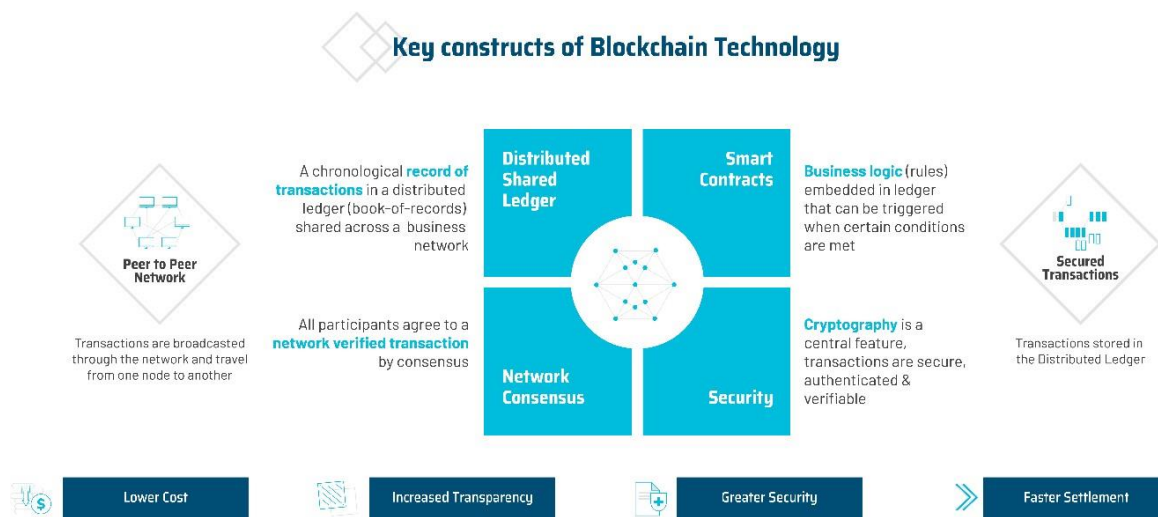 Key constructs of Blockchain Technology
Peer to Peer
Network
Transactions are broadcasted
through the network and travel
from one node to another
A chronological record of
transactions in a distributed
ledger (book-of-records)
shared across a business
network
Distributed
Shared
Ledger
Smart
Contracts
Business logic (rules)
embedded in ledger
that can be triggered
when certain conditions
are met
All participants agree to a
network verified transaction
by consensus
Network
Consensus
Security
Cryptography is a
central feature,
transactions are secure,
authenticated &
verifiable
Secured
Transactions
Transactions stored in
the Distributed Ledger
$
Lower Cost
Increased Transparency
Greater Security
Faster Settlement